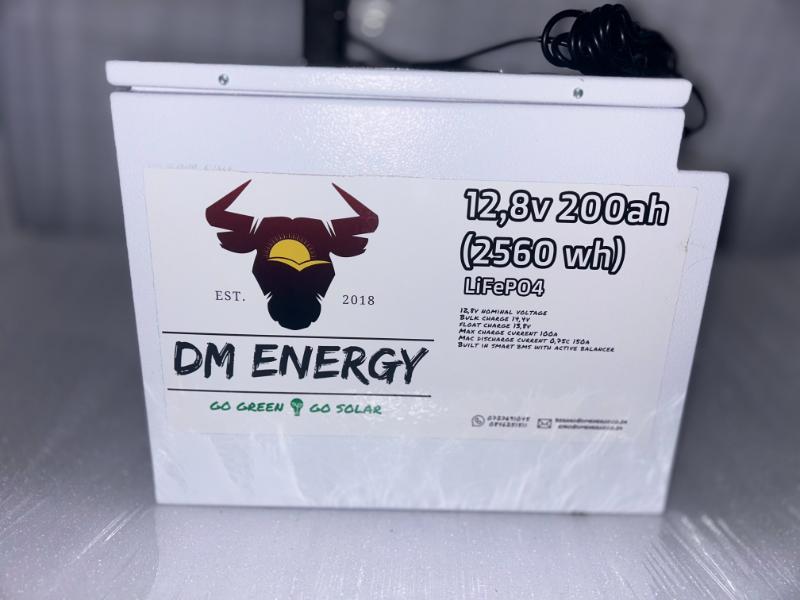 EST.
2018
DM ENERGY
GO GREEN GO SOLAR
12,8v 200ah
(2560 wh)
LiFePO4
12,8V NOMINAL VOLTAGE
BULK CHARGE 14,4V
FLOAT CHARGE 13,8V
MAX CHARGE CURRENT 100A
MAC DISCHARGE CURRENT 0,75C 150A
BUILT IN SMART BMS WITH ACTIVE BALANCER